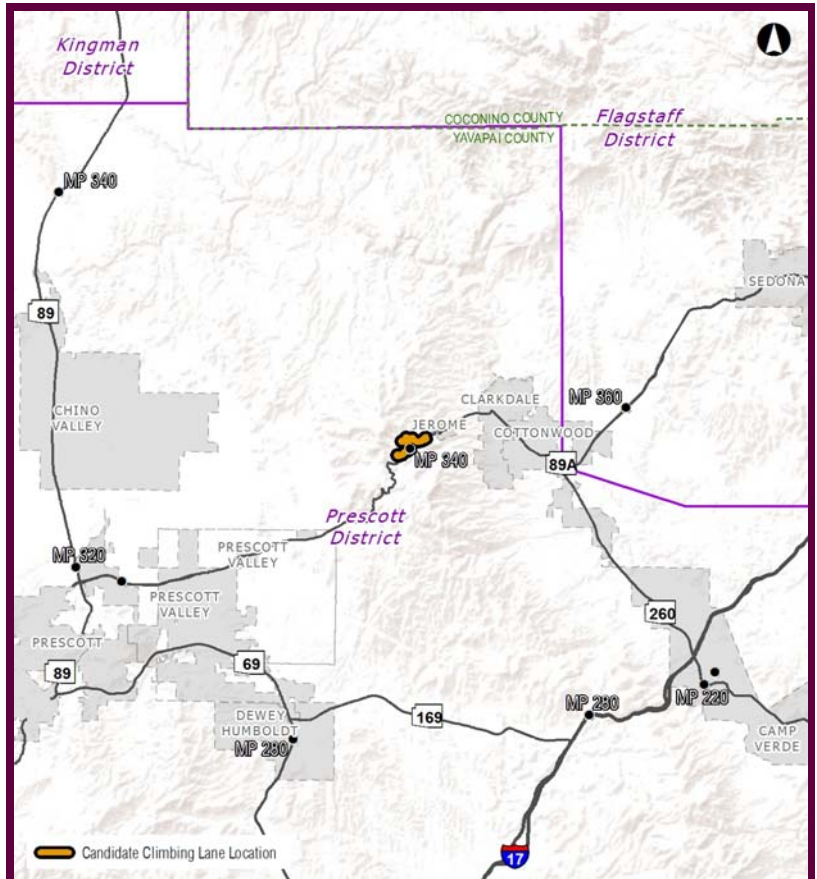 Kingman
District
COCONINO COUNTY
YAVAPAI COUNTY
Flagstaff
District
MP 340
SEDONA
89
CHINO
VALLEY
CLARKDALE
MP 360
JEROME
COTTONWOOD
MP 340
89A
Prescott
District
MP 320
PRESCOTT
VALLEY
PRESCOTT
VALLEY
260
PRESCOTT
89
69
MP 220
DEWEY
HUMBOLDT
169
MP 280
MP 280
CAMP
VERDE
Candidate Climbing Lane Location
17